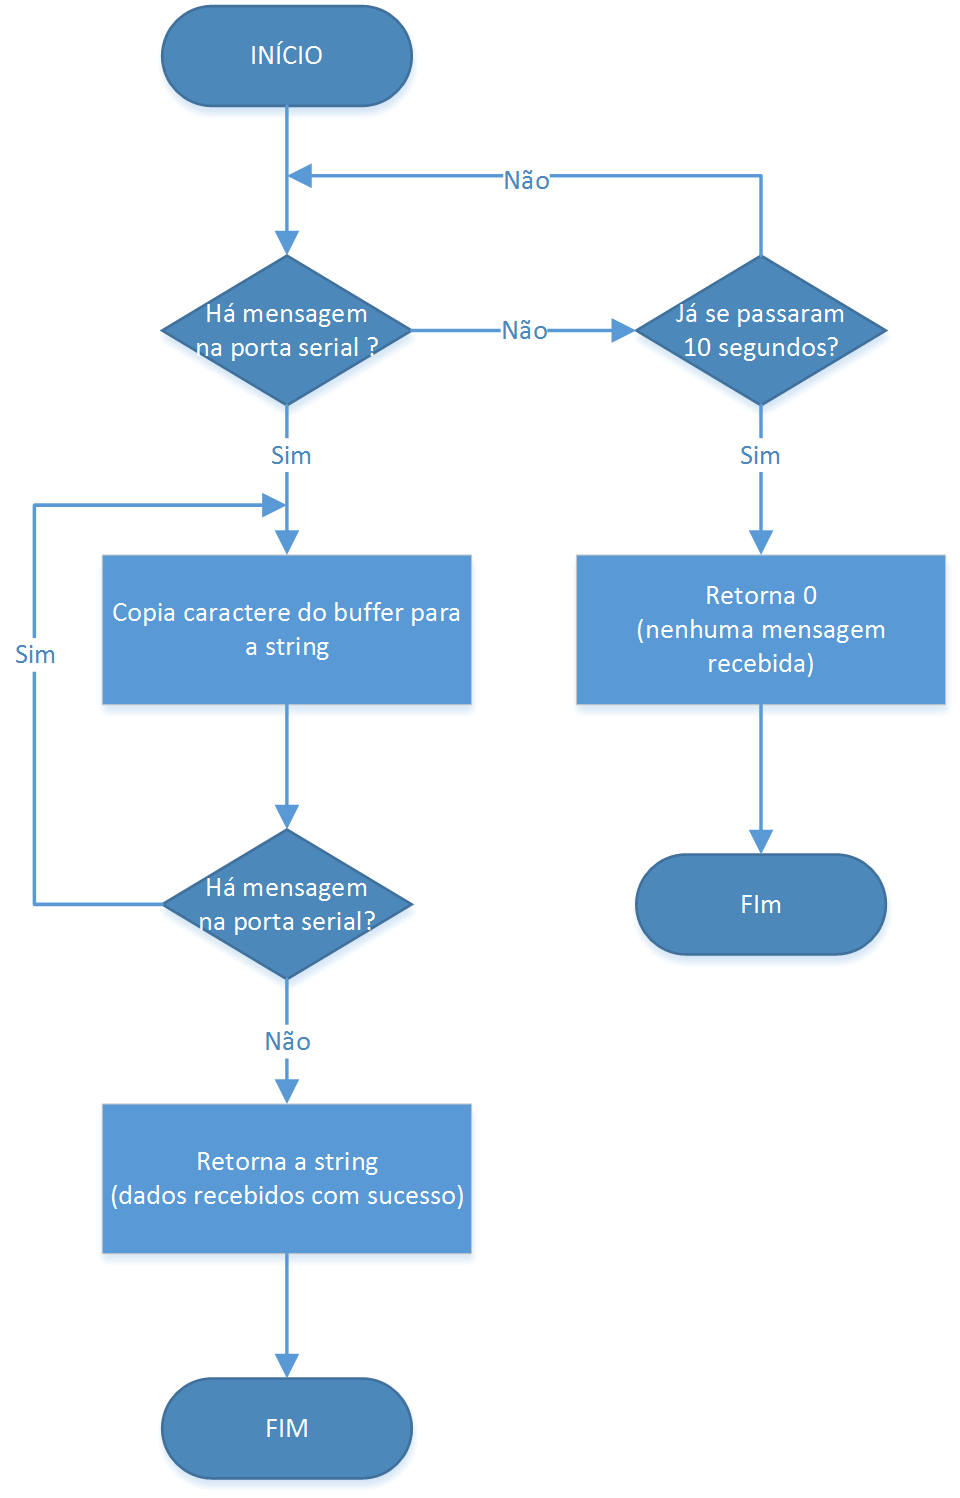 INÍCIO
Não
Há mensagem
na porta serial ?
Não
Já se passaram
10 segundos?
Sim
Sim
Copia caractere do buffer para
a string
Retorna 0
(nenhuma mensagem
recebida)
Sim
Há mensagem
na porta serial?
FIm
Não
Retorna a string
(dados recebidos com sucesso)
FIM